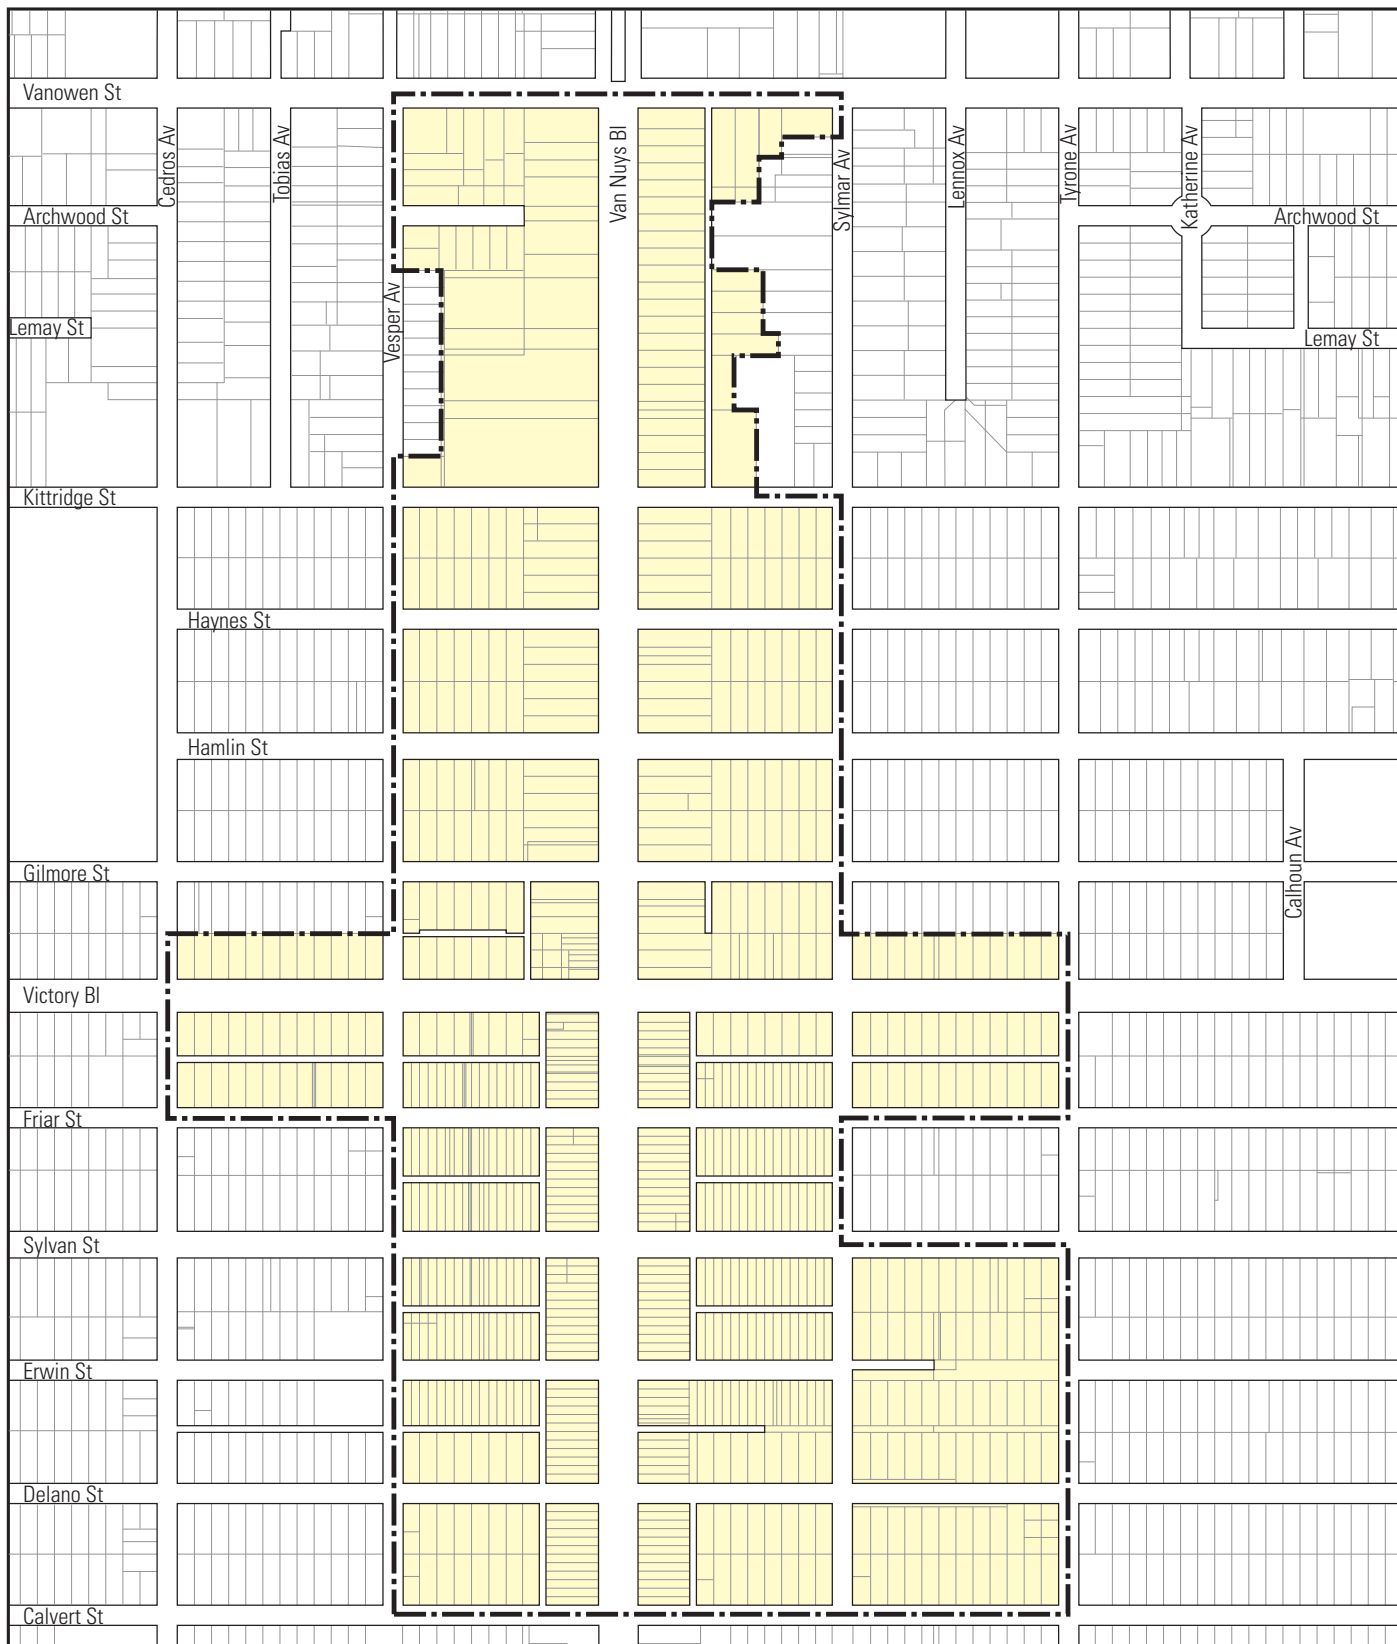 Vanowen St
Cedros Av
Tobias Av
Van Nuys Bl
Sylmar Av
Lennox Av
Tyrone Av
Katherine Av
Archwood St
Archwood St
Vesper Av
Lemay St
Lemay St
Kittridge St
Haynes St
Hamlin St
Gilmore St
Calhoun Av
Victory Bl
Friar St
Sylvan St
Erwin St
Delano St
Calvert St